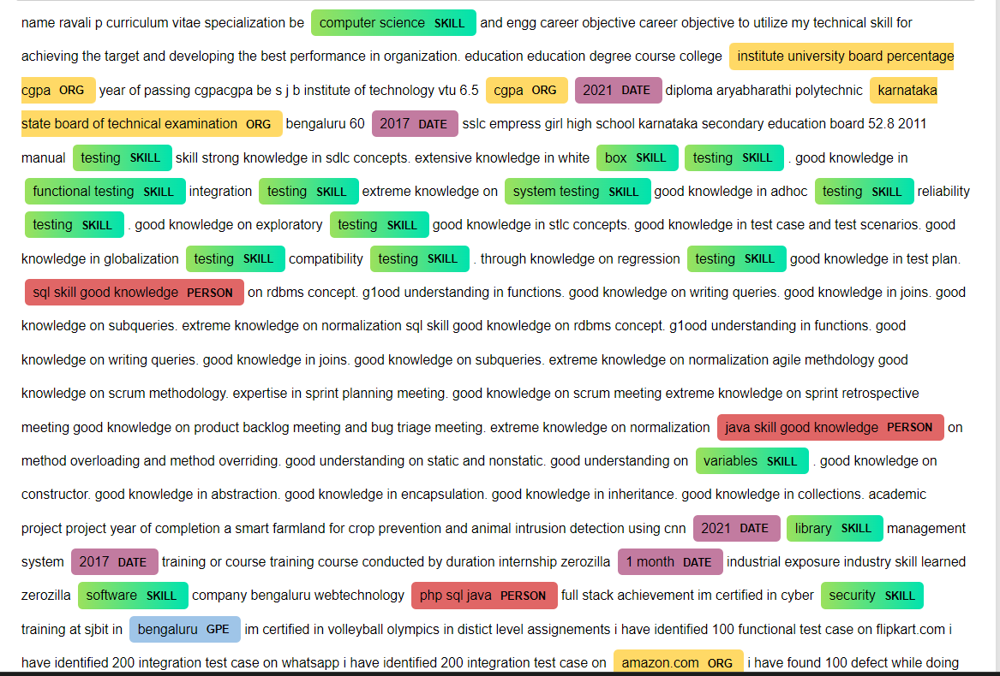 name ravali p curriculum vitae specialization be computer science SKILL and engg career objective career objective to utilize my technical skill for
achieving the target and developing the best performance in organization. education education degree course college institute university board percentage
cgpa ORG year of passing cgpacgpa be s j b institute of technology vtu 6.5 cgpa ORG 2021 DATE diploma aryabharathi polytechnic karnataka
state board of technical examination ORG bengaluru 60 2017 DATE sslc empress girl high school karnataka secondary education board 52.8 2011
manual testing SKILL skill strong knowledge in sdlc concepts. extensive knowledge in white box SKILL testing SKILL . good knowledge in
functional testing SKILL integration testing SKILL extreme knowledge on system testing SKILL good knowledge in adhoc testing SKILL reliability
testing SKILL . good knowledge on exploratory testing SKILL good knowledge in stlc concepts. good knowledge in test case and test scenarios. good
knowledge in globalization testing SKILL compatibility testing SKILL . through knowledge on regression testing SKILL good knowledge in test plan.
sql skill good knowledge PERSON on rdbms concept. g1ood understanding in functions. good knowledge on writing queries. good knowledge in joins. good
knowledge on subqueries. extreme knowledge on normalization sql skill good knowledge on rdbms concept. g1ood understanding in functions. good
knowledge on writing queries. good knowledge in joins. good knowledge on subqueries. extreme knowledge on normalization agile methdology good
knowledge on scrum methodology. expertise in sprint planning meeting. good knowledge on scrum meeting extreme knowledge on sprint retrospective
meeting good knowledge on product backlog meeting and bug triage meeting. extreme knowledge on normalization java skill good knowledge PERSON on
method overloading and method overriding. good understanding on static and nonstatic. good understanding on variables SKILL . good knowledge on
constructor. good knowledge in abstraction. good knowledge in encapsulation. good knowledge in inheritance. good knowledge in collections. academic
project project year of completion a smart farmland for crop prevention and animal intrusion detection using cnn 2021 DATE library SKILL management
system 2017 DATE training or course training course conducted by duration internship zerozilla 1 month DATE industrial exposure industry skill learned
zerozilla software SKILL company bengaluru webtechnology php sql java PERSON full stack achievement im certified in cyber security SKILL
training at sjbit in bengaluru GPE im certified in volleyball olympics in distict level assignements i have identified 100 functional test case on flipkart.com i
have identified 200 integration test case on whatsapp i have identified 200 integration test case on amazon.com ORG i have found 100 defect while doing